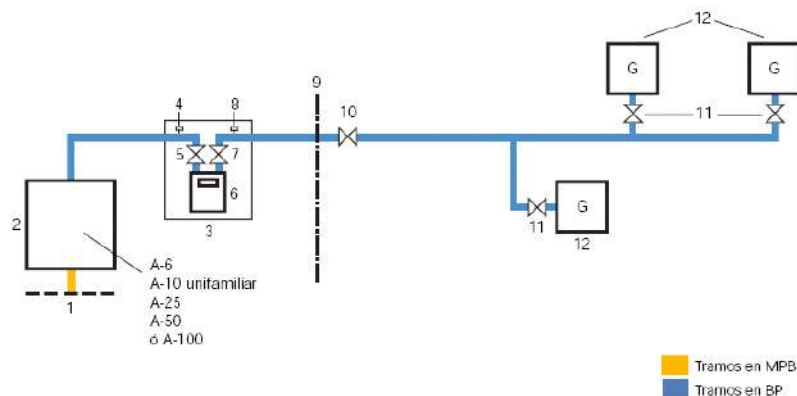 12
9
G
G
4
8
10
11
5
7
6
2
3
G
11
12
A-6
A-10 unifamiliar
A-25
1
A-50
ó A-100
Tramos en MPB
Tramos en BP